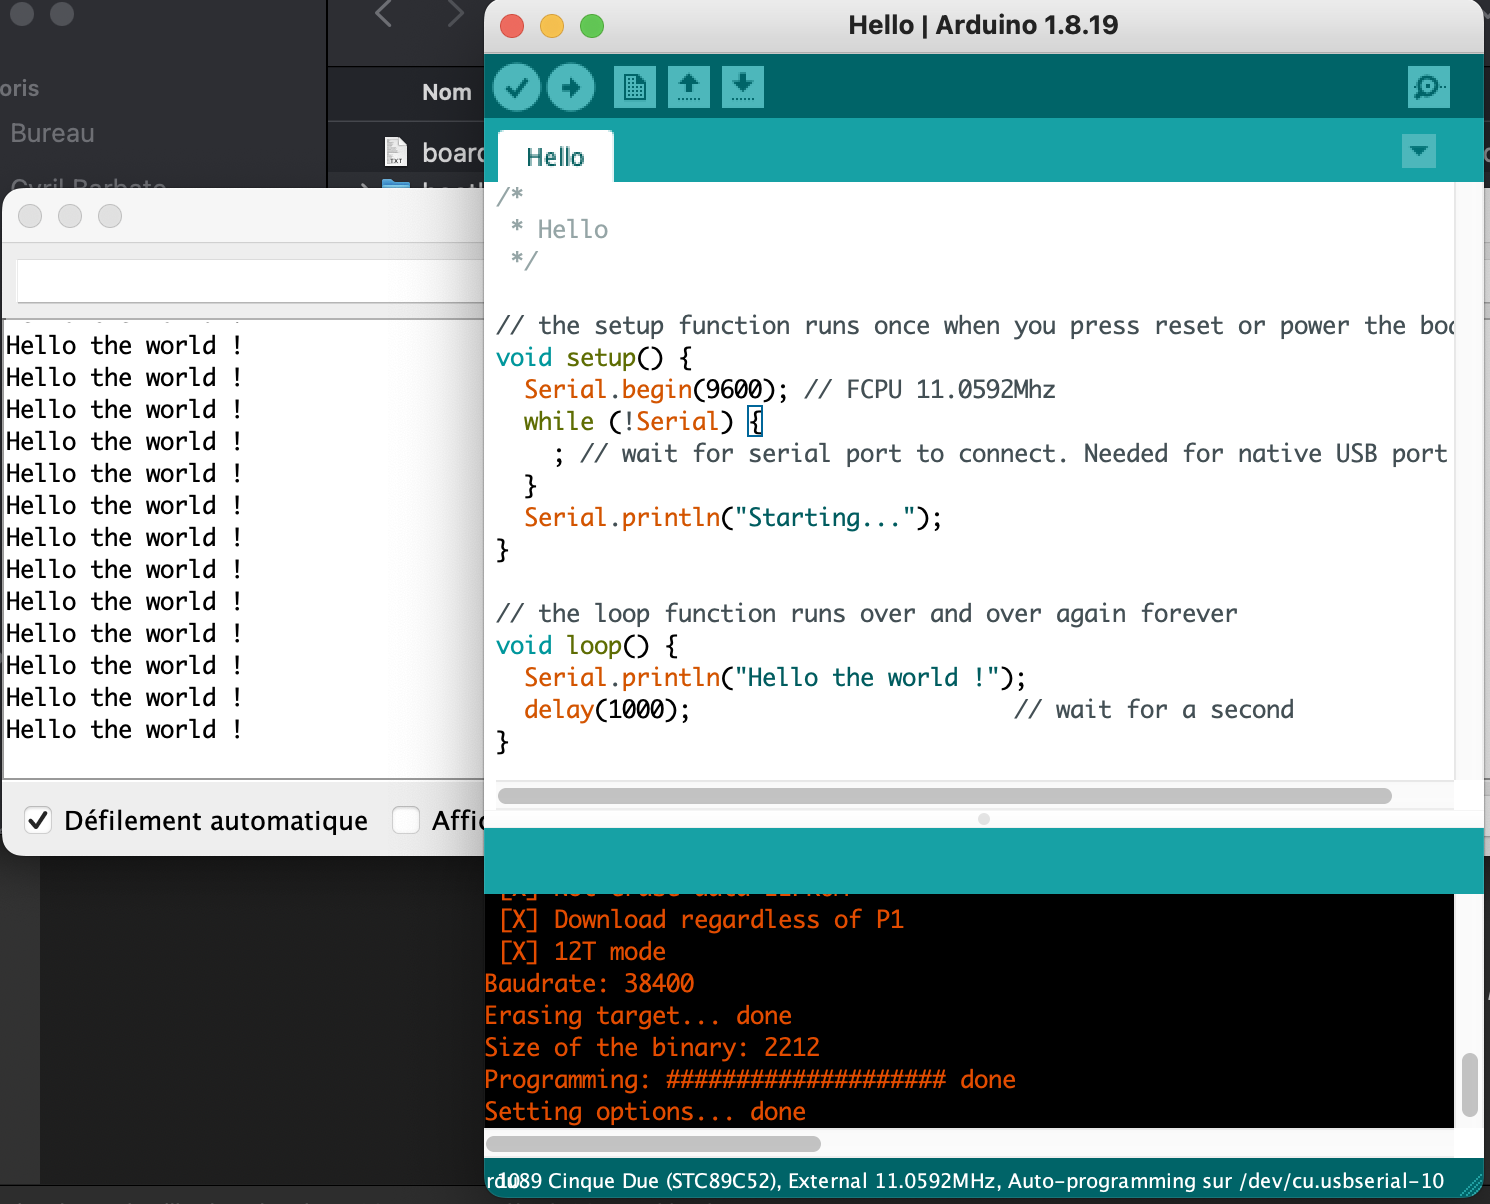 Hello | Arduino 1.8.19
oris
Nom
Bureau
board
Hello
/*
 * Hello
 */
// the setup function runs once when you press reset or power the boa
void setup() {
  Serial.begin(9600); // FCPU 11.0592Mhz
  while (!Serial) {
    ; // wait for serial port to connect. Needed for native USB port
  }
  Serial.println("Starting...");
}
// the loop function runs over and over again forever
void loop() {
  Serial.println("Hello the world !");
  delay(1000);                       // wait for a second
}
Hello the world !
Hello the world !
Hello the world !
Hello the world !
Hello the world !
Hello the world !
Hello the world !
Hello the world !
Hello the world !
Hello the world !
Hello the world !
Hello the world !
Hello the world !
Défilement automatique
Affic
[X] Download regardless of P1
[X] 12T mode
Baudrate: 38400
Erasing target... done
Size of the binary: 2212
Programming: #################### done
Setting options... done
Cinque Due (STC89C52), External 11.0592MHz, Auto-programming sur /dev/cu.usbserial-10